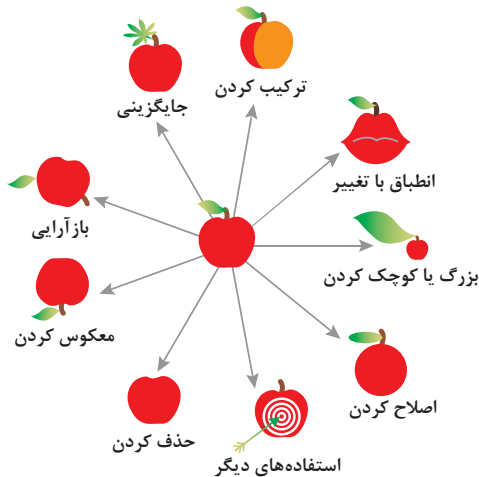 ترکیب کردن
جایگزینی
انطباق با تغییر
بازآرایی
بزرگ یا کوچک کردن
معکوس کردن
اصلاح کردن
حذف کردن
استفاده‌های دیگر